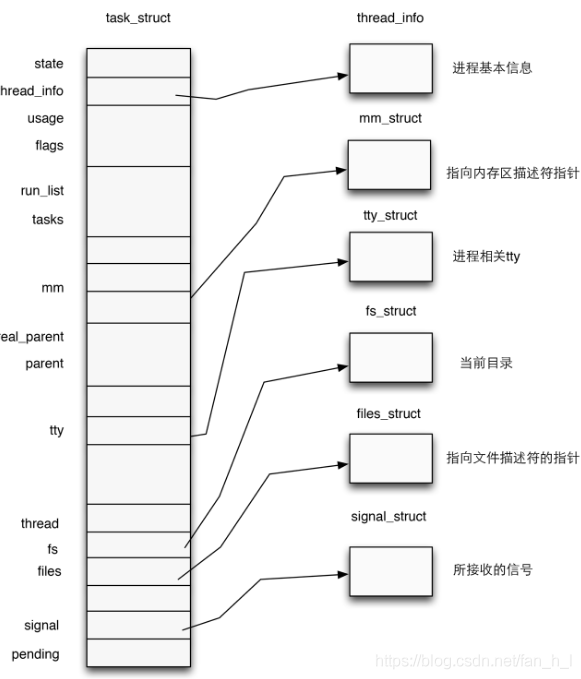 task_struct
thread_info
state
hread_info
usage
flags
run_list
tasks
mm
eal_parent
parent
tty
thread
fs
files
signal
pending
进程基本信息
mm_struct
指向内存区描述符指针
tty_struct
进程相关tty
fs_struct
当前目录
files_struct
指向文件描述符的指针
signal_struct
所接收的信号
https://blog.csdn.net/fan_h_l